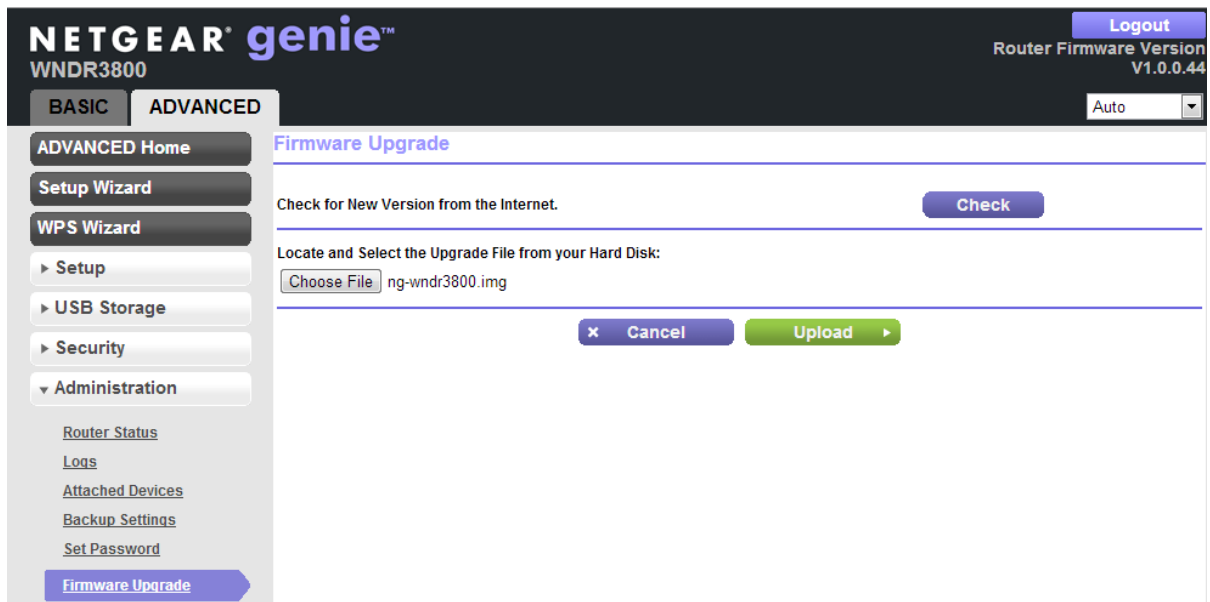 NETGEAR® genie™
WNDR3800
Logout
Router Firmware Version
V1.0.0.44
BASIC
ADVANCED
Auto
ADVANCED Home
Setup Wizard
WPS Wizard
Setup
USB Storage
Security
Administration
Router Status
Logs
Attached Devices
Backup Settings
Set Password
Firmware Upgrade
Firmware Upgrade
Check for New Version from the Internet.
Check
Locate and Select the Upgrade File from your Hard Disk:
Choose File ng-wndr3800.img
x Cancel
Upload